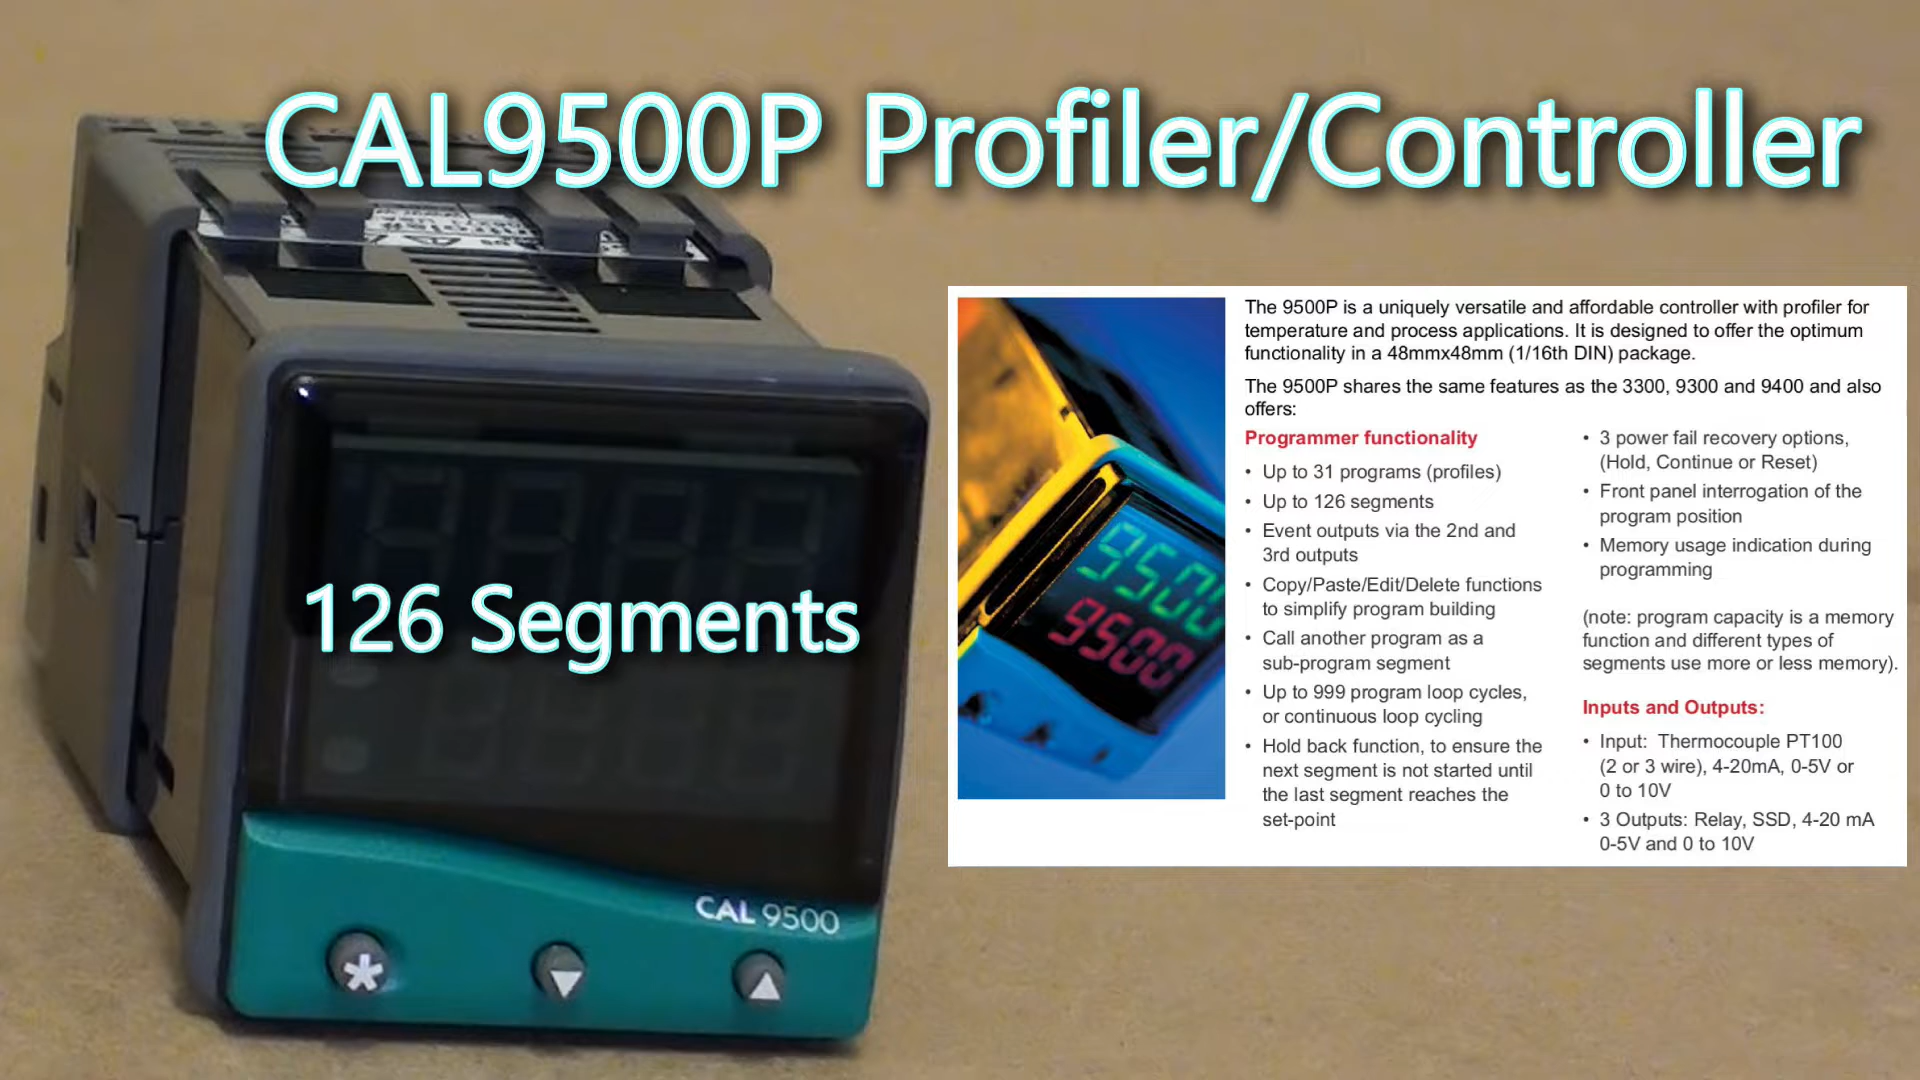 CAL9500P Profiler/Controller
126 Segments
CAL 9500
The 9500P is a uniquely versatile and affordable controller with profiler for
temperature and process applications. It is designed to offer the optimum
functionality in a 48mmx48mm (1/16th DIN) package.
The 9500P shares the same features as the 3300, 9300 and 9400 and also
offers:
Programmer functionality
• Up to 31 programs (profiles)
• Up to 126 segments
• Event outputs via the 2nd and
3rd outputs
• Copy/Paste/Edit/Delete functions
to simplify program building
• Call another program as a
sub-program segment
• Up to 999 program loop cycles,
or continuous loop cycling
• Hold back function, to ensure the
next segment is not started until
the last segment reaches the
set-point
• 3 power fail recovery options,
(Hold, Continue or Reset)
• Front panel interrogation of the
program position
• Memory usage indication during
programming
(note: program capacity is a memory
function and different types of
segments use more or less memory).
Inputs and Outputs:
• Input: Thermocouple PT100
(2 or 3 wire), 4-20mA, 0-5V or
0 to 10V
• 3 Outputs: Relay, SSD, 4-20 mA
0-5V and 0 to 10V
9500
9500